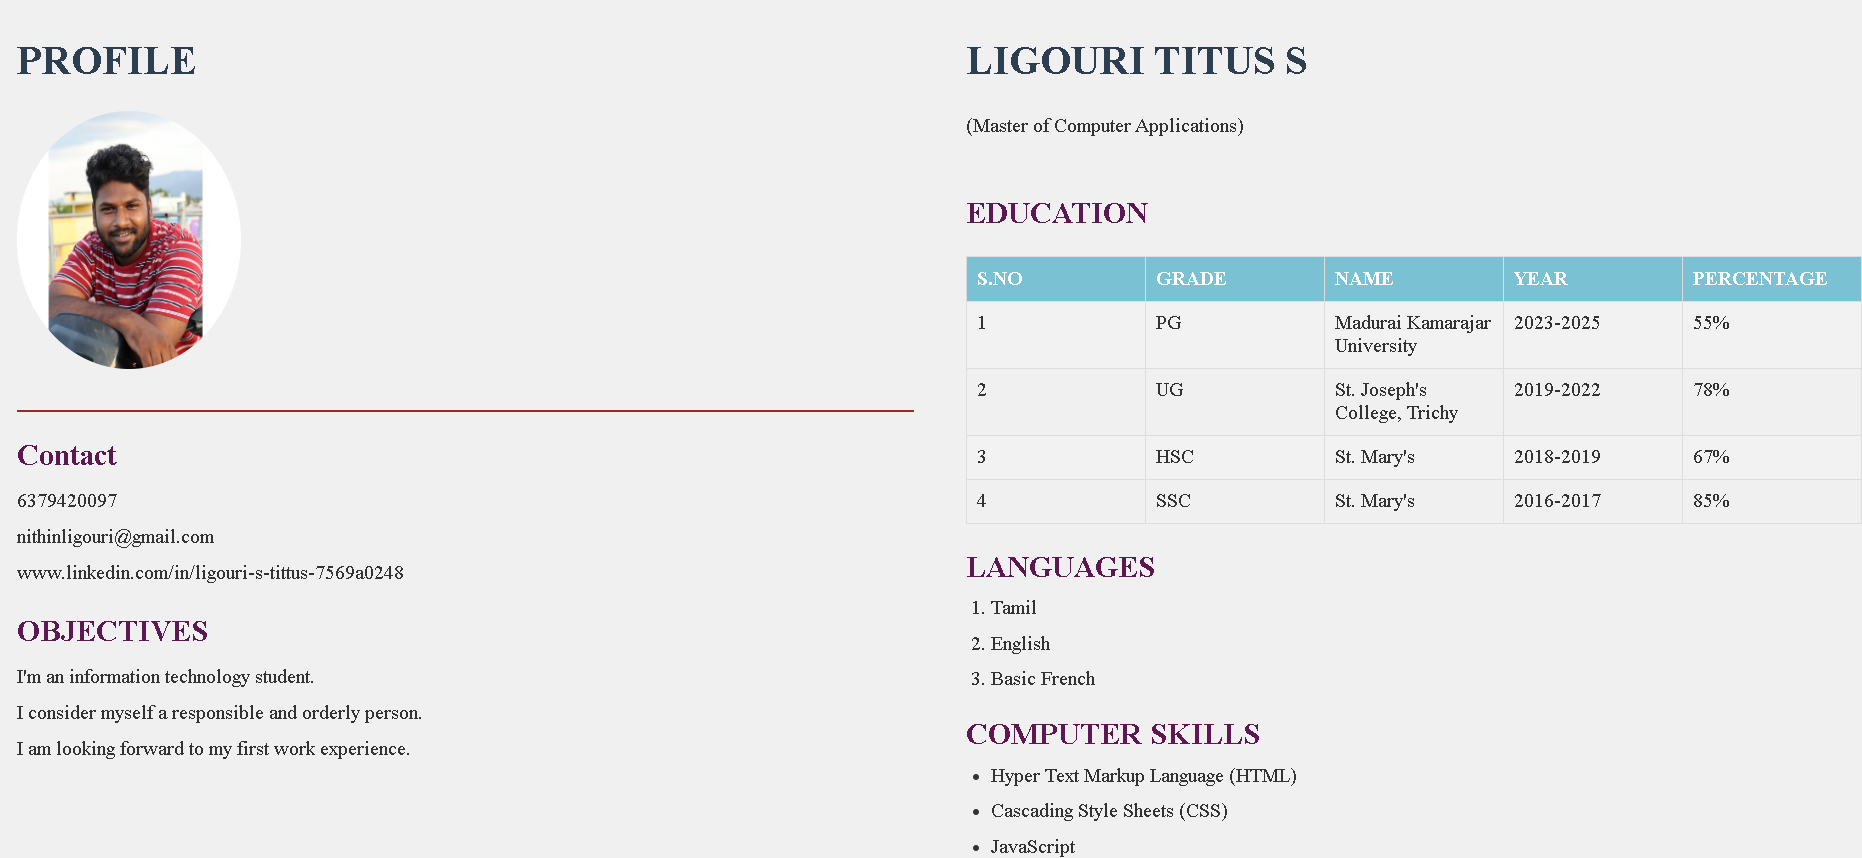 PROFILE
Contact
6379420097
nithinligouri@gmail.com
www.linkedin.com/in/ligouri-s-tittus-7569a0248
OBJECTIVES
I'm an information technology student.
I consider myself a responsible and orderly person.
I am looking forward to my first work experience.
LIGOURI TITUS S
(Master of Computer Applications)
EDUCATION
S.NO GRADE NAME YEAR PERCENTAGE
1 PG Madurai Kamarajar 2023-2025 55%
University
2 UG St. Joseph's 2019-2022 78%
College, Trichy
3 HSC St. Mary's 2018-2019 67%
4 SSC St. Mary's 2016-2017 85%
LANGUAGES
1. Tamil
2. English
3. Basic French
COMPUTER SKILLS
• Hyper Text Markup Language (HTML)
• Cascading Style Sheets (CSS)
• JavaScript